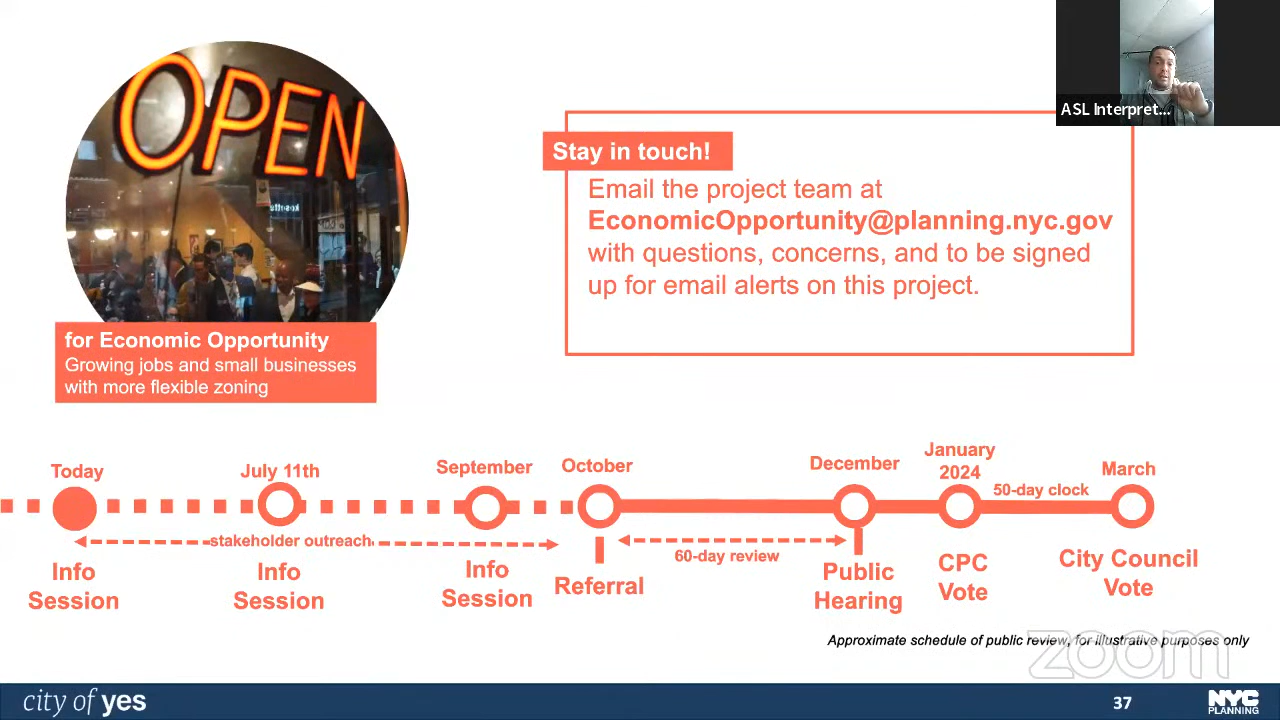 OPEN
ASL Interpret...
Stay in touch!
Email the project team at
EconomicOpportunity@planning.nyc.gov
with questions, concerns, and to be signed
up for email alerts on this project.
for Economic Opportunity
Growing jobs and small businesses
with more flexible zoning
Today
July 11th
September
October
December
January
2024
March
50-day clock
stakeholder outreach
60-day review
Info
Session
Info
Session
Info
Session
Referral
Public
Hearing
CPC
Vote
City Council
Vote
Approximate schedule of public review, for illustrative purposes only
zoom
city of yes
37
NYC
PLANNING